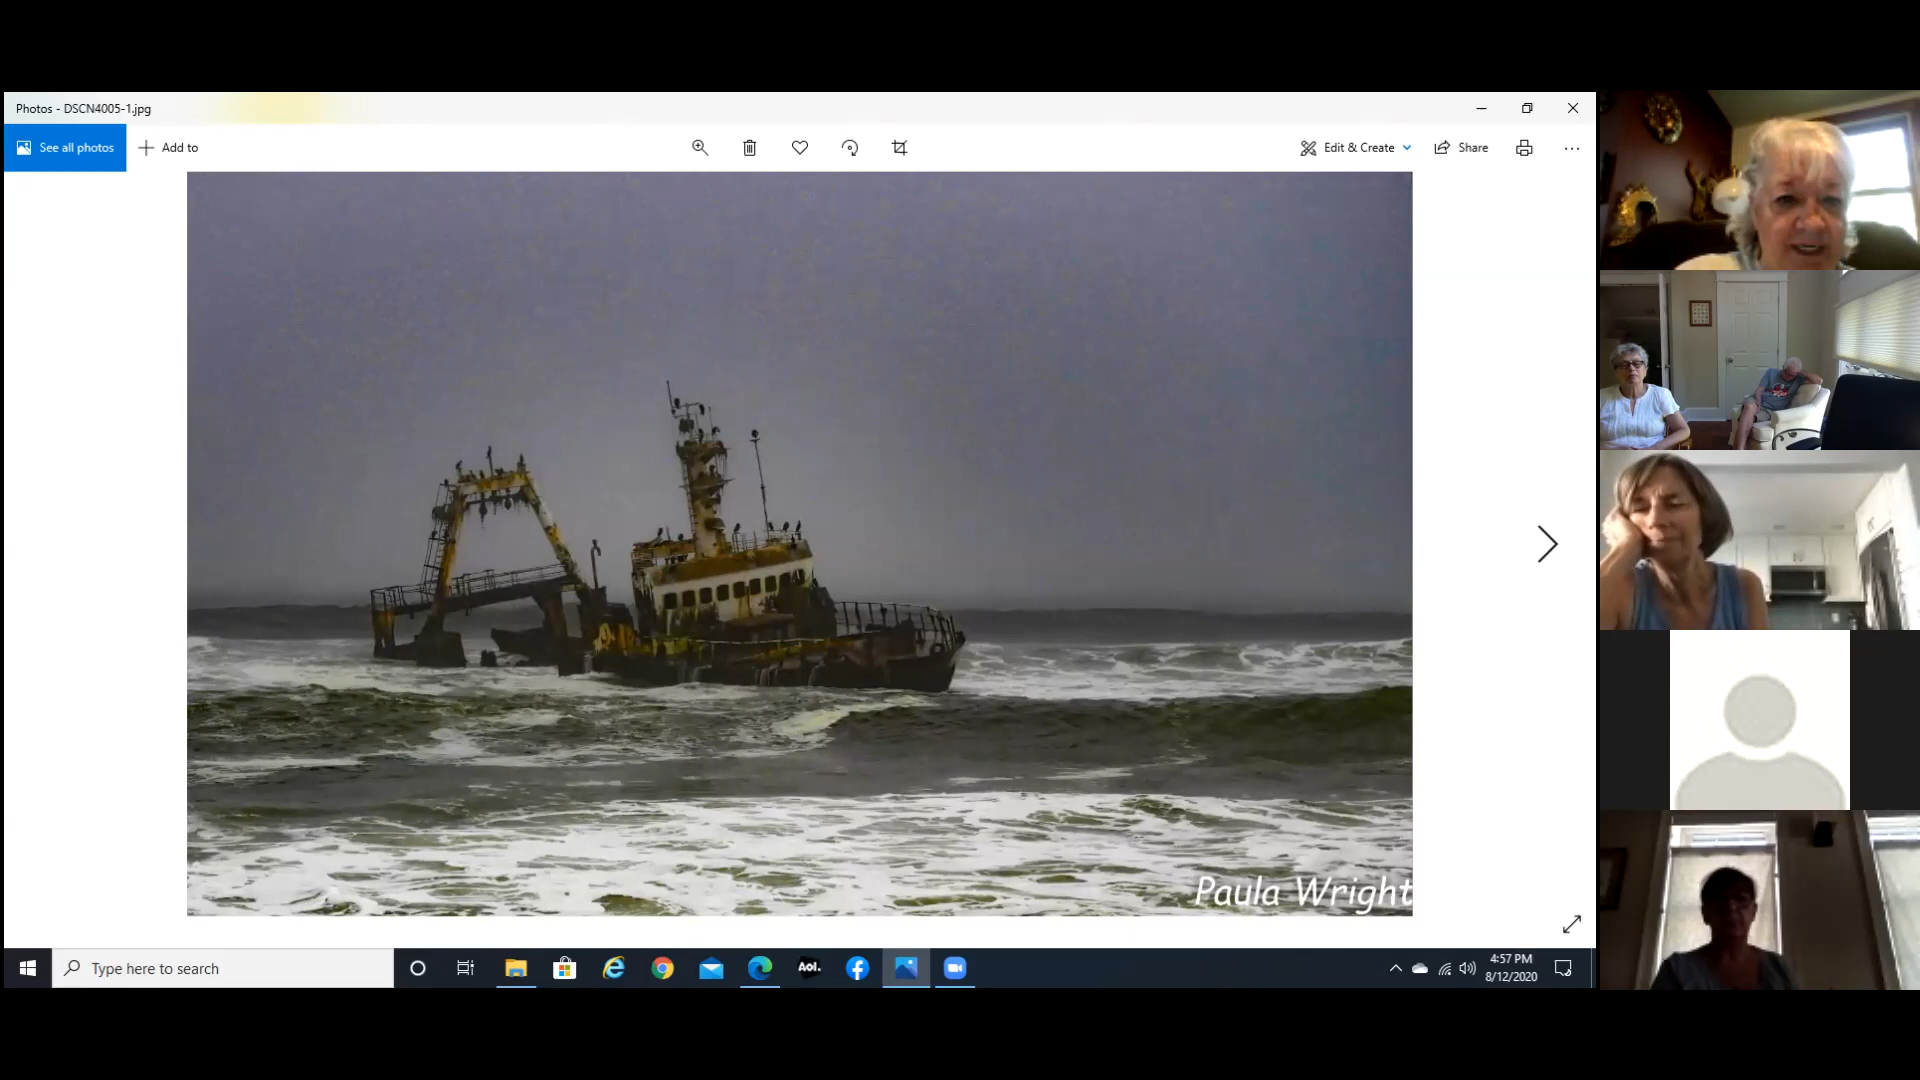 Photos - DSCN4005-1.jpg
See all photos
Add to
Edit & Create
Share
Paula Wright
Type here to search
Aol.
4:57 PM
8/12/2020